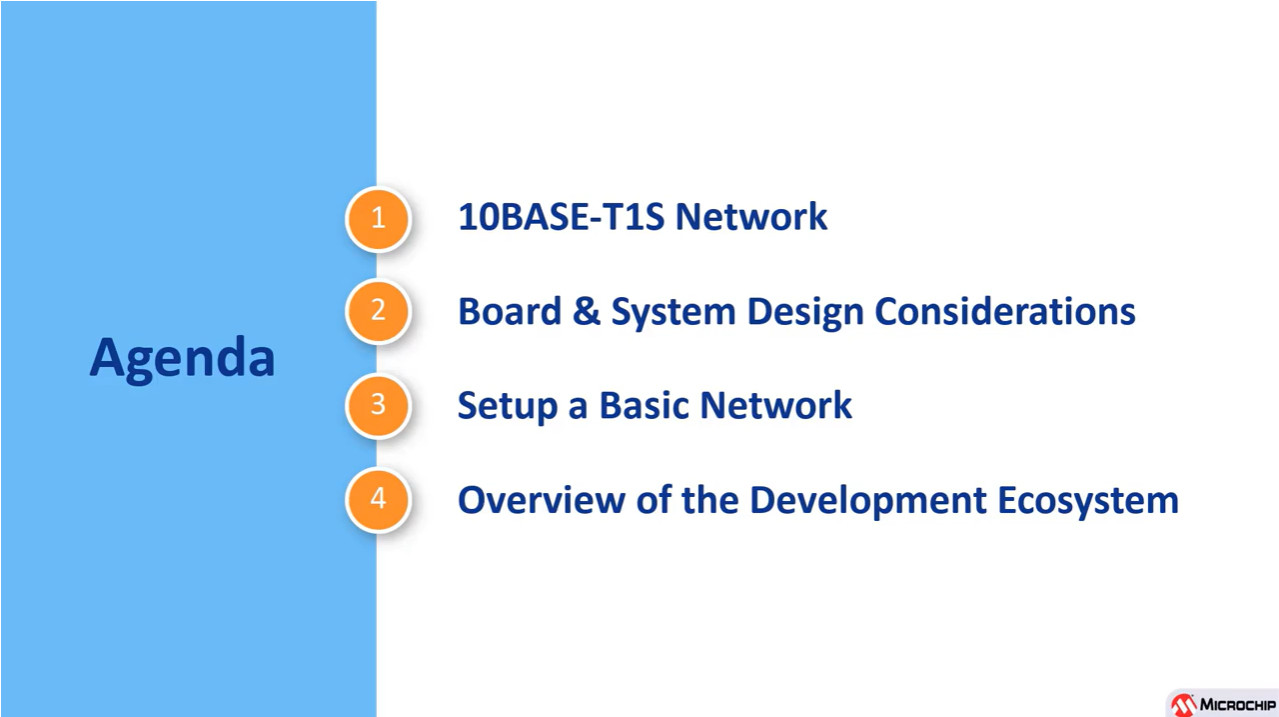 Agenda
1
10BASE-T1S Network
2
Board & System Design Considerations
3
Setup a Basic Network
4
Overview of the Development Ecosystem
MICROCHIP